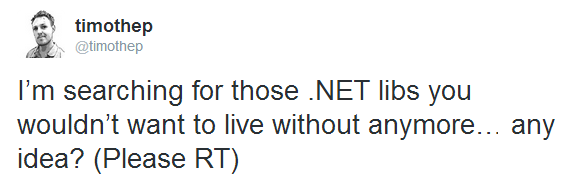 timothep
@timothep
I’m searching for those .NET libs you
wouldn’t want to live without anymore… any
idea? (Please RT)